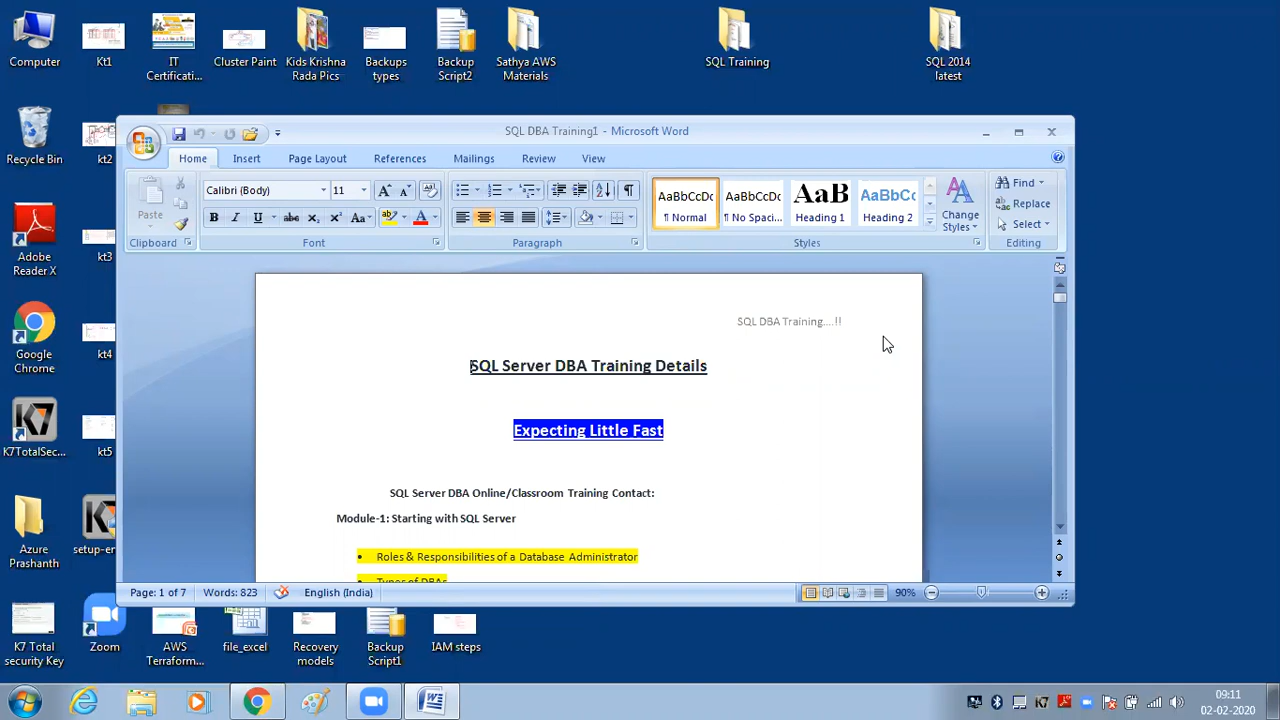 Computer
Kt1
IT Certificati...
Cluster Paint
Kids Krishna Rada Pics
Backups types
Backup Script2
Sathya AWS Materials
SQL Training
SQL 2014 latest
Recycle Bin
kt2
Adobe Reader X
kt3
Google Chrome
kt4
K7TotalSec...
kt5
Azure Prashanth
setup-en
K7 Total security Key
Zoom
AWS Terraform...
file_excel
Recovery models
Backup Script1
IAM steps
SQL DBA Training1 - Microsoft Word
Home Insert Page Layout References Mailings Review View
Paste
Clipboard
Calibri (Body) 11
B I U abc
Font
Paragraph
AaBbCcDc AaBbCcDc AaB AaBbCc
¶ Normal ¶ No Spaci... Heading 1 Heading 2
Change Styles
Styles
Find
Replace
Select
Editing
SQL DBA Training....!!
SQL Server DBA Training Details
Expecting Little Fast
SQL Server DBA Online/Classroom Training Contact:
Module-1: Starting with SQL Server
• Roles & Responsibilities of a Database Administrator
• Types of DBAs
Page: 1 of 7 Words: 823 English (India) 90%
09:11
02-02-2020